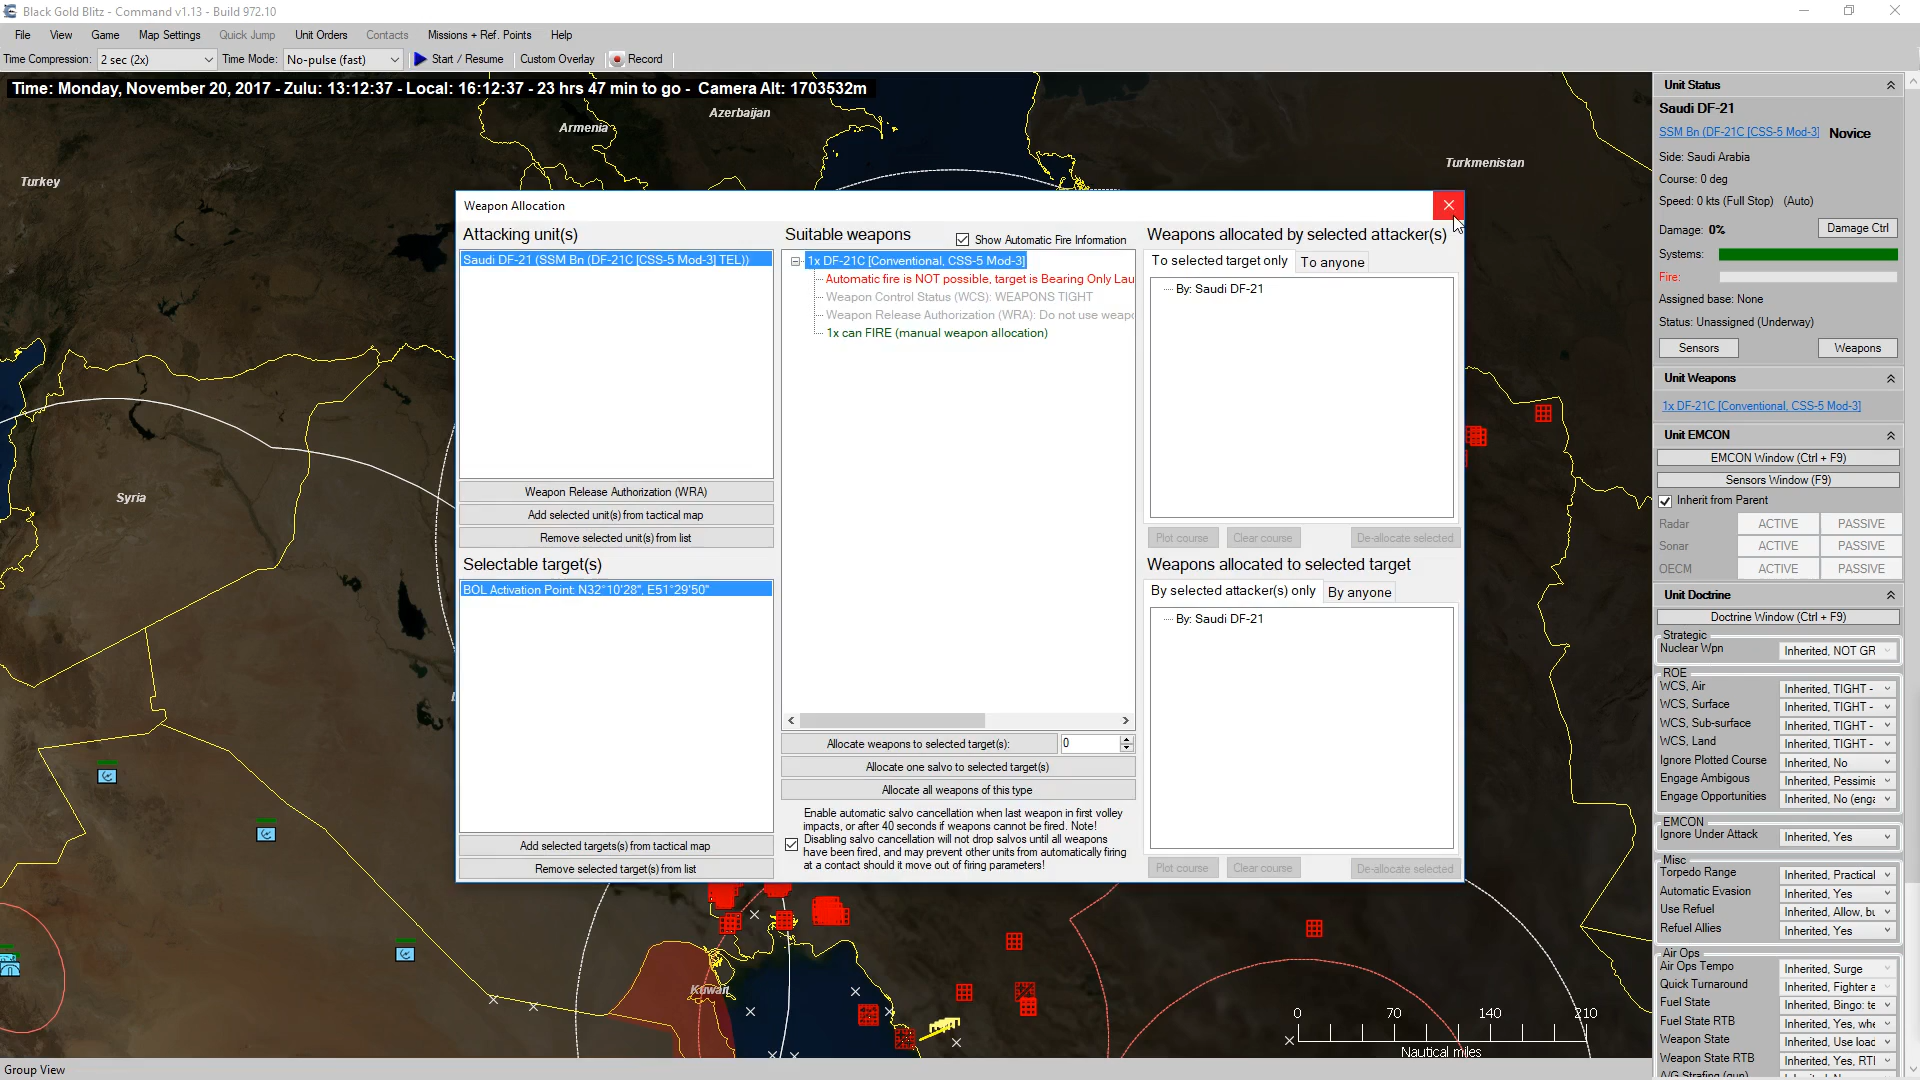 Black Gold Blitz - Command v1.13 - Build 972.10
File View Game Map Settings Quick Jump Unit Orders Contacts Missions + Ref. Points Help
Time Compression: 2 sec (2x) Time Mode: No-pulse (fast) Start / Resume Custom Overlay Record
Time: Monday, November 20, 2017 - Zulu: 13:12:37 - Local: 16:12:37 - 23 hrs 47 min to go - Camera Alt: 1703532m
Turkey
Armenia
Azerbaijan
Turkmenistan
Syria
Kuwait
Weapon Allocation
Attacking unit(s)
Saudi DF-21 (SSM Bn (DF-21C [CSS-5 Mod-3] TEL))
Weapon Release Authorization (WRA)
Add selected unit(s) from tactical map
Remove selected unit(s) from list
Selectable target(s)
BOL Activation Point: N32°10'28", E51°29'50"
Add selected targets(s) from tactical map
Remove selected target(s) from list
Suitable weapons
Show Automatic Fire Information
1x DF-21C [Conventional, CSS-5 Mod-3]
Automatic fire is NOT possible, target is Bearing Only Lau
Weapon Control Status (WCS): WEAPONS TIGHT
Weapon Release Authorization (WRA): Do not use weapo
1x can FIRE (manual weapon allocation)
Allocate weapons to selected target(s): 0
Allocate one salvo to selected target(s)
Allocate all weapons of this type
Enable automatic salvo cancellation when last weapon in first volley
impacts, or after 40 seconds if weapons cannot be fired. Note!
Disabling salvo cancellation will not drop salvos until all weapons
have been fired, and may prevent other units from automatically firing
at a contact should it move out of firing parameters!
Weapons allocated by selected attacker(s)
To selected target only To anyone
By: Saudi DF-21
Plot course Clear course De-allocate selected
Weapons allocated to selected target
By selected attacker(s) only By anyone
By: Saudi DF-21
Plot course Clear course De-allocate selected
0 70 140 210
Nautical miles
Unit Status
Saudi DF-21
SSM Bn (DF-21C [CSS-5 Mod-3] Novice
Side: Saudi Arabia
Course: 0 deg
Speed: 0 kts (Full Stop) (Auto)
Damage: 0% Damage Ctrl
Systems:
Fire:
Assigned base: None
Status: Unassigned (Underway)
Sensors Weapons
Unit Weapons
1x DF-21C [Conventional, CSS-5 Mod-3]
Unit EMCON
EMCON Window (Ctrl + F9)
Sensors Window (F9)
Inherit from Parent
Radar ACTIVE PASSIVE
Sonar ACTIVE PASSIVE
OECM ACTIVE PASSIVE
Unit Doctrine
Doctrine Window (Ctrl + F9)
Strategic
Nuclear Wpn Inherited, NOT GR
ROE
WCS, Air Inherited, TIGHT -
WCS, Surface Inherited, TIGHT -
WCS, Sub-surface Inherited, TIGHT -
WCS, Land Inherited, TIGHT -
Ignore Plotted Course Inherited, No
Engage Ambiguous Inherited, Pessimis
Engage Opportunities Inherited, No (enga
EMCON
Ignore Under Attack Inherited, Yes
Misc
Torpedo Range Inherited, Practical
Automatic Evasion Inherited, Yes
Use Refuel Inherited, Allow, bu
Refuel Allies Inherited, Yes
Air Ops
Air Ops Tempo Inherited, Surge
Quick Turnaround Inherited, Fighter a
Fuel State Inherited, Bingo: te
Fuel State RTB Inherited, Yes, whe
Weapon State Inherited, Use load
Weapon State RTB Inherited, Yes, RTI
Group View